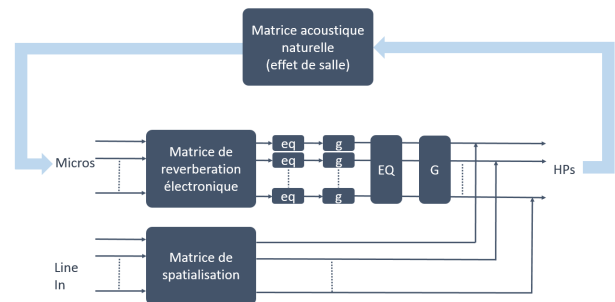 Matrice acoustique
naturelle
(effet de salle)
Micros
Matrice de
reverberation
électronique
eq
g
eq
g
eq
g
EQ
G
HPs
Line
In
Matrice de
spatialisation